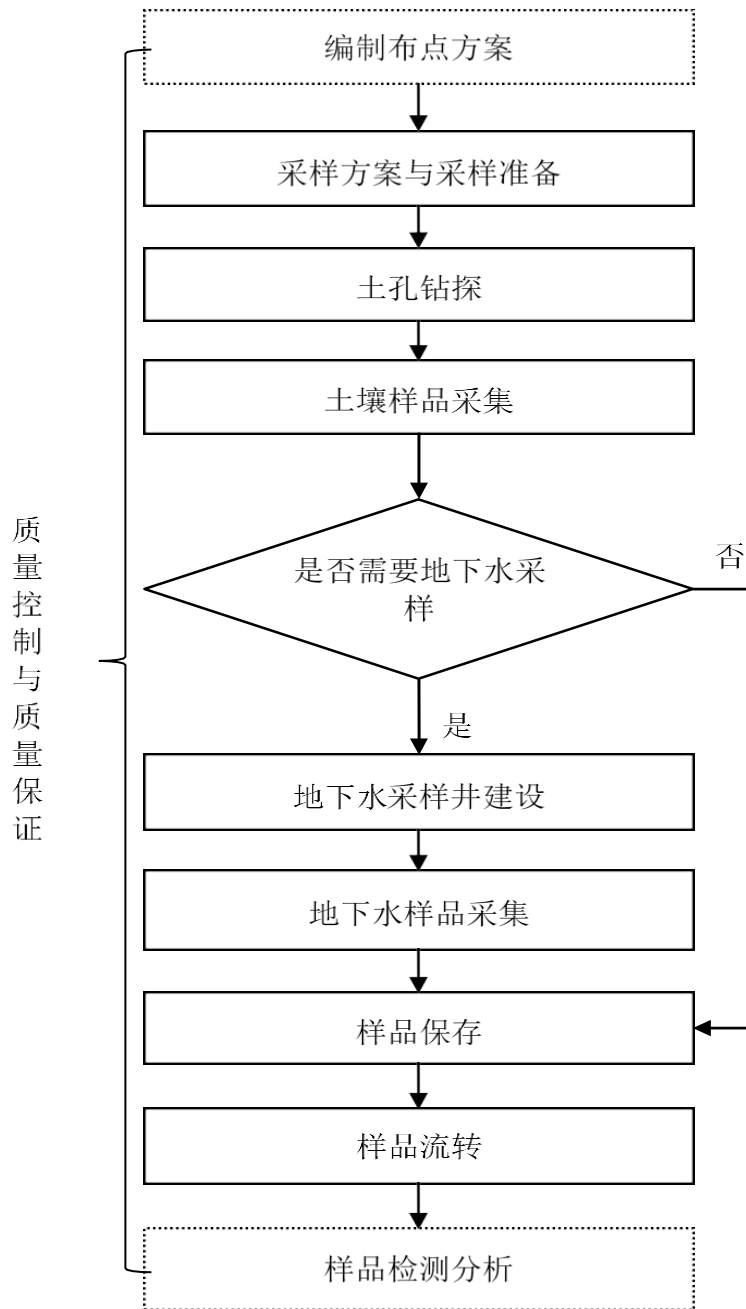 编制布点方案
采样方案与采样准备
土孔钻探
土壤样品采集
是否需要地下水采
样
否
是
地下水采样井建设
地下水样品采集
样品保存
样品流转
样品检测分析
质量控制与质量保证